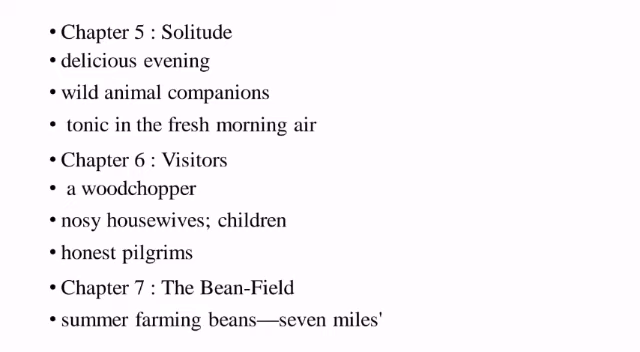 • Chapter 5 : Solitude
• delicious evening
• wild animal companions
• tonic in the fresh morning air
• Chapter 6 : Visitors
• a woodchopper
• nosy housewives; children
• honest pilgrims
• Chapter 7 : The Bean-Field
• summer farming beans—seven miles'